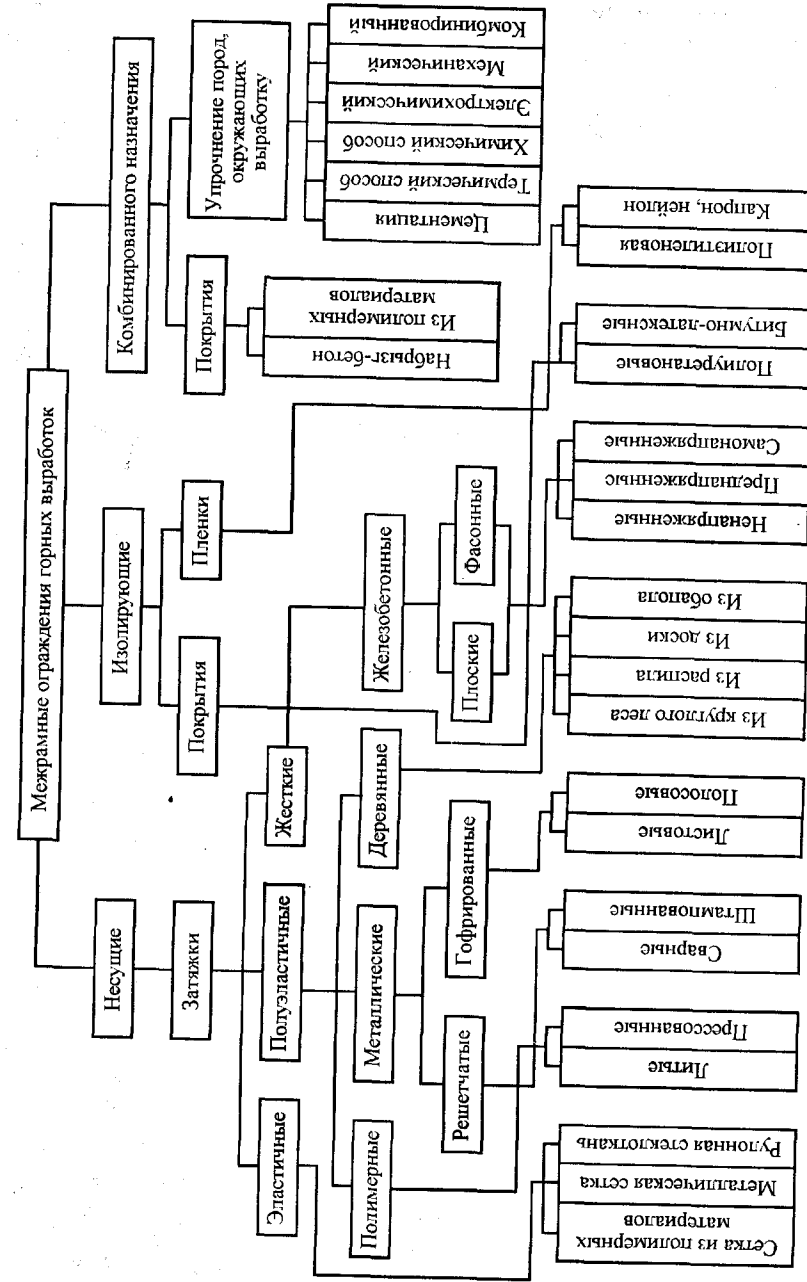 Межрамные ограждения горных выработок
Несущие
Изолирующие
Комбинированного назначения
Затяжки
Покрытия
Пленки
Покрытия
Упрочнение пород,
окружающих
выработку
Эластичные
Полуэластичные
Жесткие
Набрызг-бетон
Из полимерных
материалов
Цементация
Термический способ
Химический способ
Электрохимический
Механический
Комбинированный
Полимерные
Металлические
Деревянные
Железобетонные
Решетчатые
Гофрированные
Плоские
Фасонные
Сетка из полимерных
материалов
Металлическая сетка
Рулонная стеклоткань
Литые
Прессованные
Сварные
Штампованные
Листовые
Полосовые
Из круглого леса
Из распила
Из доски
Из обапола
Ненапряженные
Преднапряженные
Самонапряженные
Полиуретановые
Битумно-латексные
Полиэтиленовая
Капрон, нейлон